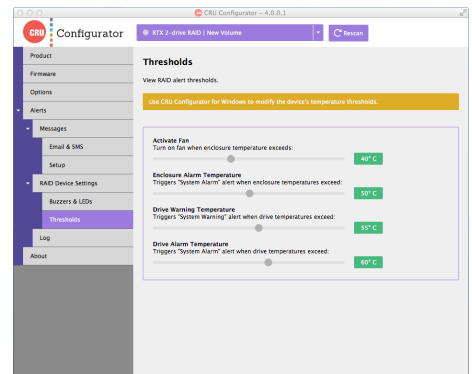 CRU Configurator - 4.0.0.1
CRU Configurator
RTX 2-drive RAID | New Volume
Rescan
Product
Firmware
Options
Alerts
Messages
Email & SMS
Setup
RAID Device Settings
Buzzers & LEDs
Thresholds
Log
About
Thresholds
View RAID alert thresholds.
Use CRU Configurator for Windows to modify the device's temperature thresholds.
Activate Fan
Turn on fan when enclosure temperature exceeds:
40° C
Enclosure Alarm Temperature
Triggers "System Alarm" alert when enclosure temperatures exceed:
50° C
Drive Warning Temperature
Triggers "System Warning" alert when drive temperatures exceed:
55° C
Drive Alarm Temperature
Triggers "System Alarm" alert when drive temperatures exceed:
60° C